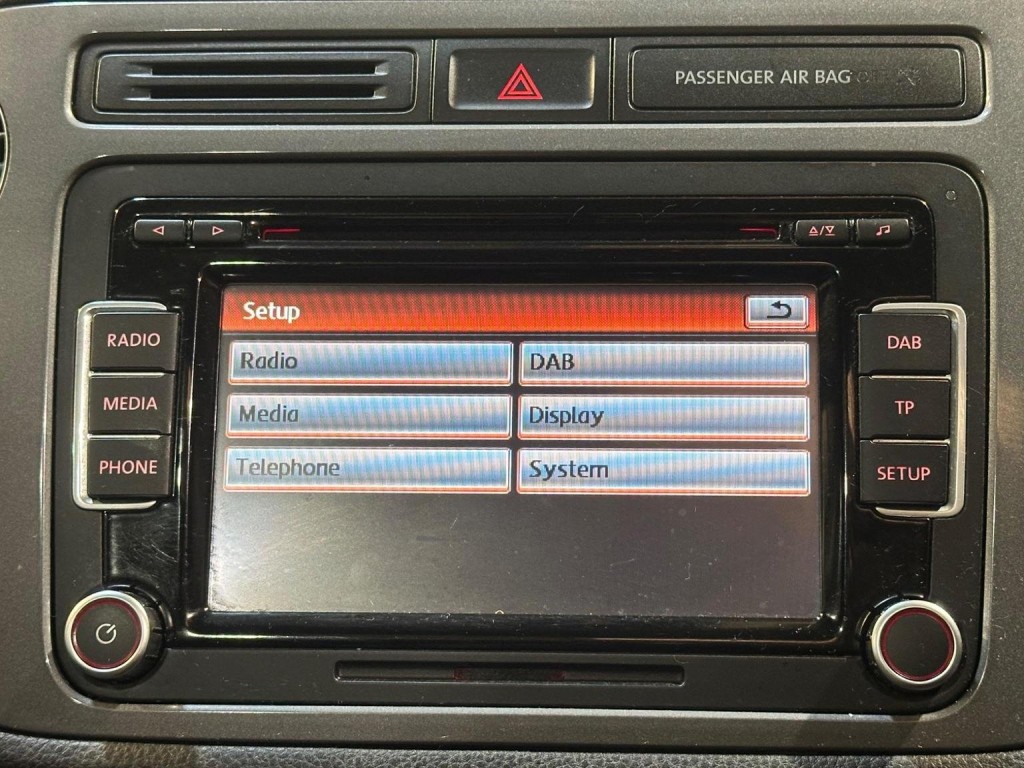 PASSENGER AIR BAG
Setup
RADIO
Radio
DAB
DAB
MEDIA
Media
Display
TP
PHONE
Telephone
System
SETUP